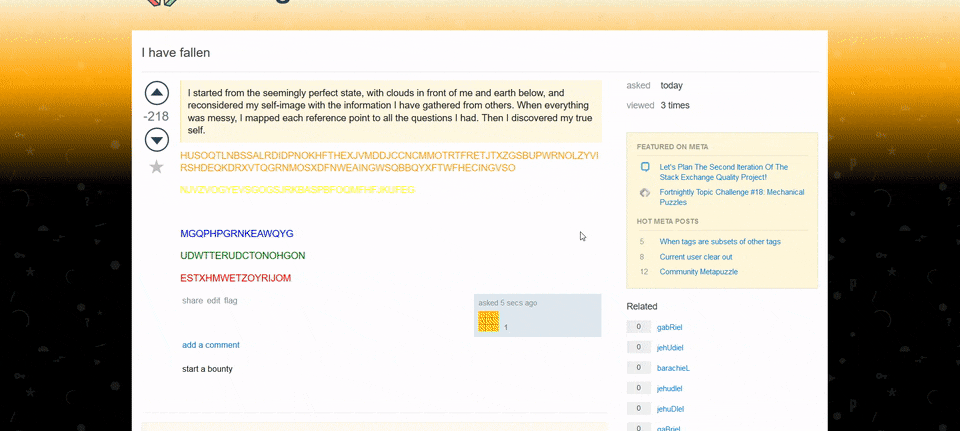 I have fallen
-218
I started from the seemingly perfect state, with clouds in front of me and earth below, and
reconsidered my self-image with the information I have gathered from others. When everything
was messy, I mapped each reference point to all the questions I had. Then I discovered my true
self.
HUSOQTLNBSSALRDIDPNOKHFTHEXJVMDDJCCNCMMOTRTFRETJTXZGSBUPWRNOLZYVI
RSHDEQKDRXVTQGRNMOSXDFNWEAINGWSQBBQYXFTWFHECINGVSO
MGQPHPGRNKEAWQYG
UDWTTERUDCTONOHGON
ESTXHMWETZOYRIJOM
share edit flag
asked 5 secs ago
1
add a comment
start a bounty
asked today
viewed 3 times
FEATURED ON META
Let's Plan The Second Iteration Of The
Stack Exchange Quality Project!
Fortnightly Topic Challenge #18: Mechanical
Puzzles
HOT META POSTS
5 When tags are subsets of other tags
8 Current user clear out
12 Community Metapuzzle
Related
0 gabRiel
0 jehUdiel
0 barachieL
0 jehudIel
0 jehuDIel
0 gaBriel